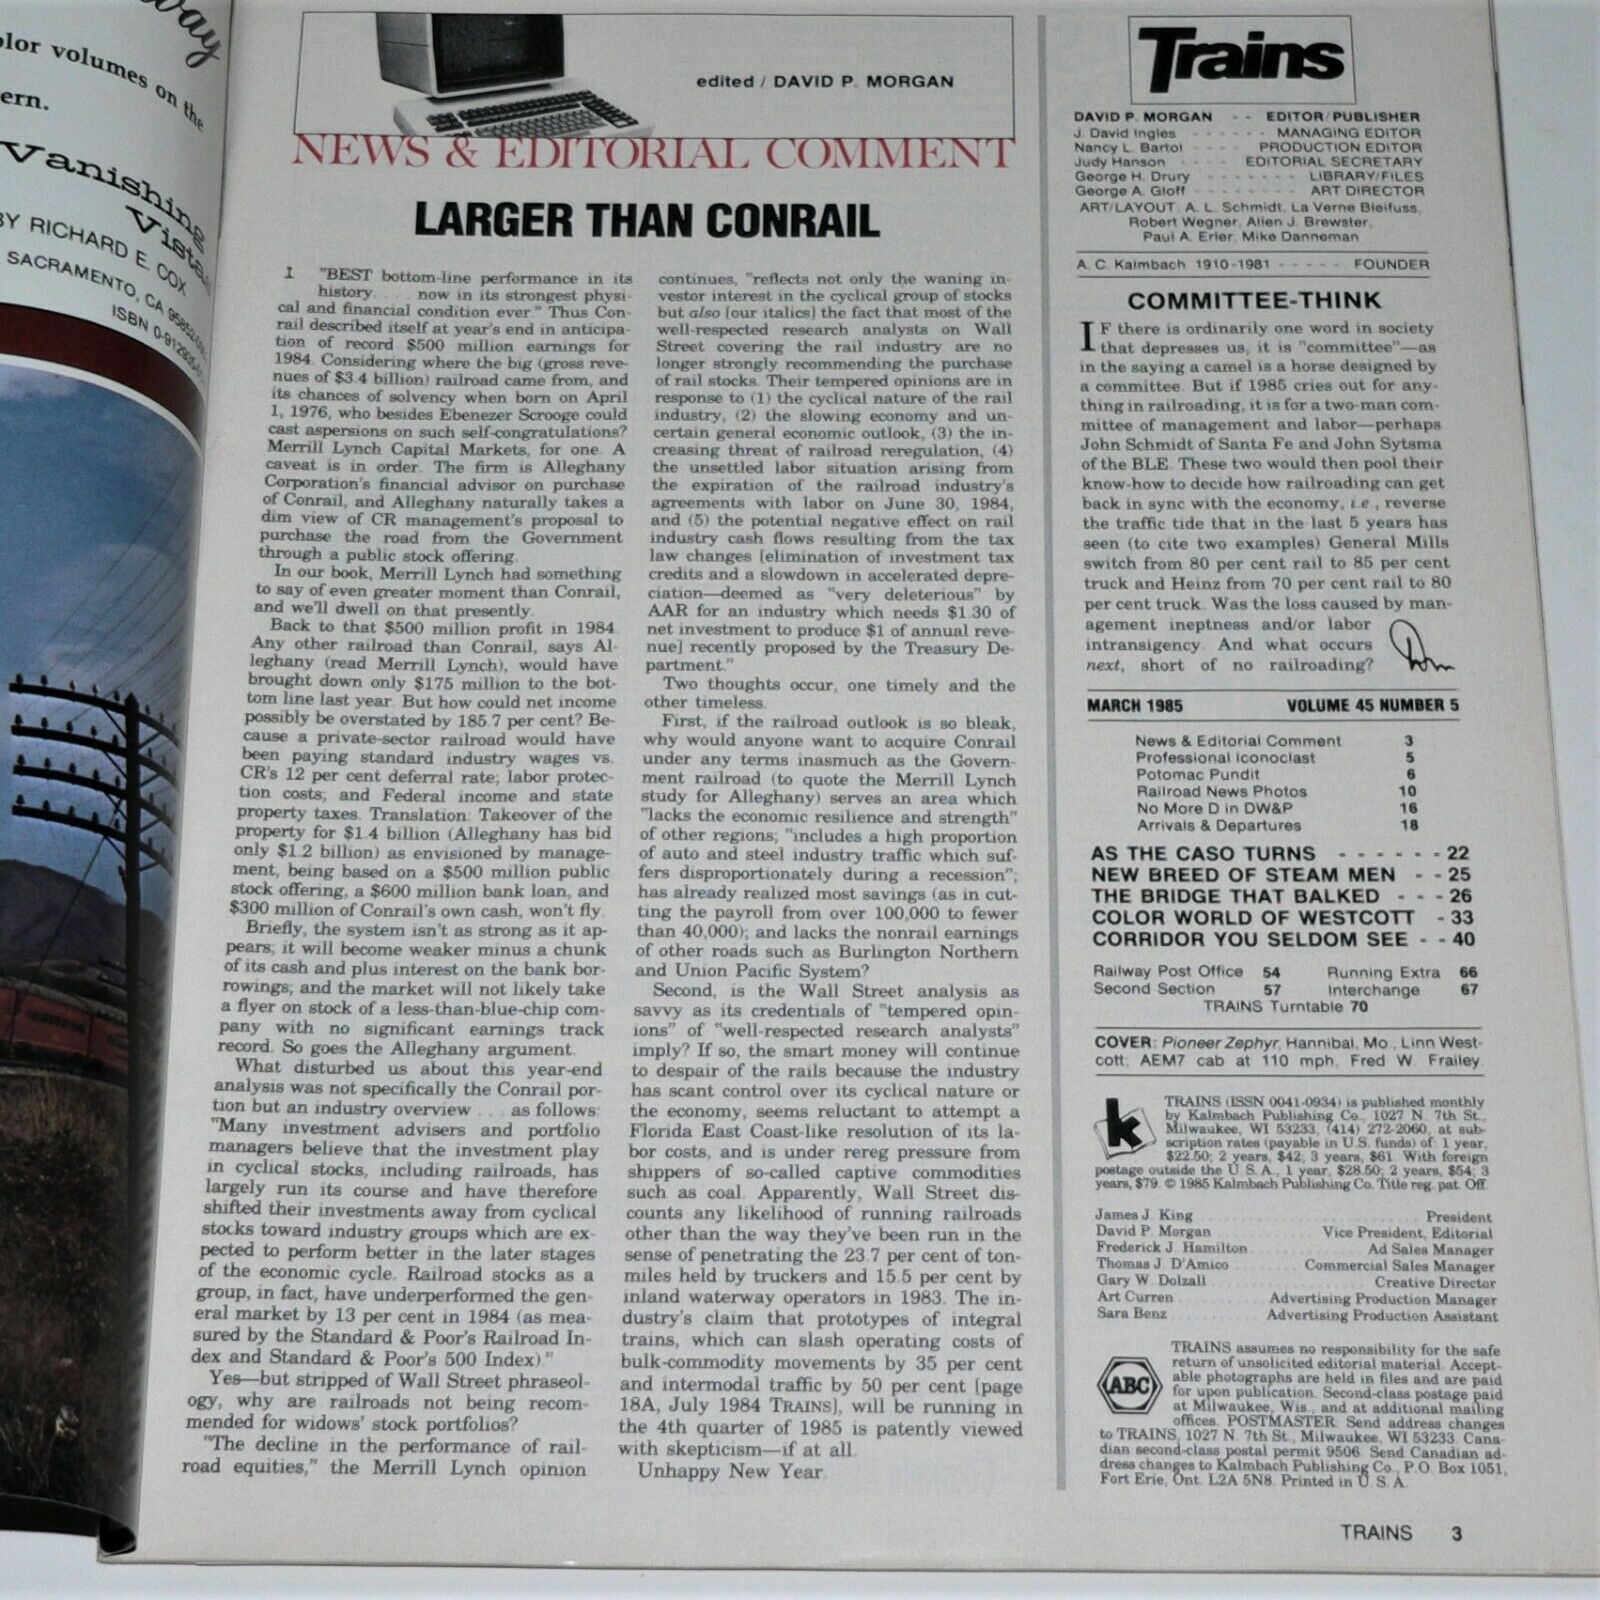 way
olor volumes on the
ern.
Vanishing
Vista
BY RICHARD E. COX
SACRAMENTO, CA 95852
ISBN 0-912935
edited / DAVID P. MORGAN
NEWS & EDITORIAL COMMENT
LARGER THAN CONRAIL
1 "BEST bottom-line performance in its
history . . . now in its strongest physi-
cal and financial condition ever." Thus Con-
rail described itself at year's end in anticipa-
tion of record $500 million earnings for
1984. Considering where the big (gross reve-
nues of $3.4 billion) railroad came from, and
its chances of solvency when born on April
1, 1976, who besides Ebenezer Scrooge could
cast aspersions on such self-congratulations?
Merrill Lynch Capital Markets, for one. A
caveat is in order. The firm is Alleghany
Corporation's financial advisor on purchase
of Conrail, and Alleghany naturally takes a
dim view of CR management's proposal to
purchase the road from the Government
through a public stock offering.
In our book, Merrill Lynch had something
to say of even greater moment than Conrail,
and we'll dwell on that presently.
Back to that $500 million profit in 1984.
Any other railroad than Conrail, says Al-
leghany (read Merrill Lynch), would have
brought down only $175 million to the bot-
tom line last year. But how could net income
possibly be overstated by 185.7 per cent? Be-
cause a private-sector railroad would have
been paying standard industry wages vs.
CR's 12 per cent deferral rate; labor protec-
tion costs; and Federal income and state
property taxes. Translation: Takeover of the
property for $1.4 billion (Alleghany has bid
only $1.2 billion) as envisioned by manage-
ment, being based on a $500 million public
stock offering, a $600 million bank loan, and
$300 million of Conrail's own cash, won't fly.
Briefly, the system isn't as strong as it ap-
pears; it will become weaker minus a chunk
of its cash and plus interest on the bank bor-
rowings; and the market will not likely take
a flyer on stock of a less-than-blue-chip com-
pany with no significant earnings track
record. So goes the Alleghany argument.
What disturbed us about this year-end
analysis was not specifically the Conrail por-
tion but an industry overview . . . as follows:
"Many investment advisers and portfolio
managers believe that the investment play
in cyclical stocks, including railroads, has
largely run its course and have therefore
shifted their investments away from cyclical
stocks toward industry groups which are ex-
pected to perform better in the later stages
of the economic cycle. Railroad stocks as a
group, in fact, have underperformed the gen-
eral market by 13 per cent in 1984 (as mea-
sured by the Standard & Poor's Railroad In-
dex and Standard & Poor's 500 Index)."
Yes—but stripped of Wall Street phraseol-
ogy, why are railroads not being recom-
mended for widows' stock portfolios?
"The decline in the performance of rail-
road equities," the Merrill Lynch opinion
continues, "reflects not only the waning in-
vestor interest in the cyclical group of stocks
but also [our italics] the fact that most of the
well-respected research analysts on Wall
Street covering the rail industry are no
longer strongly recommending the purchase
of rail stocks. Their tempered opinions are in
response to (1) the cyclical nature of the rail
industry, (2) the slowing economy and un-
certain general economic outlook, (3) the in-
creasing threat of railroad reregulation, (4)
the unsettled labor situation arising from
the expiration of the railroad industry's
agreements with labor on June 30, 1984,
and (5) the potential negative effect on rail
industry cash flows resulting from the tax
law changes [elimination of investment tax
credits and a slowdown in accelerated depre-
ciation—deemed as "very deleterious" by
AAR for an industry which needs $1.30 of
net investment to produce $1 of annual reve-
nue] recently proposed by the Treasury De-
partment."
Two thoughts occur, one timely and the
other timeless.
First, if the railroad outlook is so bleak,
why would anyone want to acquire Conrail
under any terms inasmuch as the Govern-
ment railroad (to quote the Merrill Lynch
study for Alleghany) serves an area which
"lacks the economic resilience and strength"
of other regions; "includes a high proportion
of auto and steel industry traffic which suf-
fers disproportionately during a recession";
has already realized most savings (as in cut-
ting the payroll from over 100,000 to fewer
than 40,000); and lacks the nonrail earnings
of other roads such as Burlington Northern
and Union Pacific System?
Second, is the Wall Street analysis as
savvy as its credentials of "tempered opin-
ions" of "well-respected research analysts"
imply? If so, the smart money will continue
to despair of the rails because the industry
has scant control over its cyclical nature or
the economy, seems reluctant to attempt a
Florida East Coast-like resolution of its la-
bor costs, and is under rereg pressure from
shippers of so-called captive commodities
such as coal. Apparently, Wall Street dis-
counts any likelihood of running railroads
other than the way they've been run in the
sense of penetrating the 23.7 per cent of ton-
miles held by truckers and 15.5 per cent by
inland waterway operators in 1983. The in-
dustry's claim that prototypes of integral
trains, which can slash operating costs of
bulk-commodity movements by 35 per cent
and intermodal traffic by 50 per cent [page
18A, July 1984 TRAINS], will be running in
the 4th quarter of 1985 is patently viewed
with skepticism—if at all.
Unhappy New Year.
Trains
DAVID P. MORGAN - - EDITOR/PUBLISHER
J. David Ingles - - - - - - MANAGING EDITOR
Nancy L. Bartol - - - - - PRODUCTION EDITOR
Judy Hanson - - - - - EDITORIAL SECRETARY
George H. Drury - - - - - - - LIBRARY/FILES
George A. Gloff - - - - - - - - ART DIRECTOR
ART/LAYOUT: A. L. Schmidt, La Verne Bleifuss,
Robert Wegner, Allen J. Brewster,
Paul A. Erler, Mike Danneman
A. C. Kalmbach 1910-1981 - - - - - FOUNDER
COMMITTEE-THINK
IF there is ordinarily one word in society
that depresses us, it is "committee"—as
in the saying a camel is a horse designed by
a committee. But if 1985 cries out for any-
thing in railroading, it is for a two-man com-
mittee of management and labor—perhaps
John Schmidt of Santa Fe and John Sytsma
of the BLE. These two would then pool their
know-how to decide how railroading can get
back in sync with the economy, i.e., reverse
the traffic tide that in the last 5 years has
seen (to cite two examples) General Mills
switch from 80 per cent rail to 85 per cent
truck and Heinz from 70 per cent rail to 80
per cent truck. Was the loss caused by man-
agement ineptness and/or labor
intransigency. And what occurs
next, short of no railroading?
MARCH 1985 VOLUME 45 NUMBER 5
News & Editorial Comment 3
Professional Iconoclast 5
Potomac Pundit 6
Railroad News Photos 10
No More D in DW&P 16
Arrivals & Departures 18
AS THE CASO TURNS - - - - - - 22
NEW BREED OF STEAM MEN - - 25
THE BRIDGE THAT BALKED - - - 26
COLOR WORLD OF WESTCOTT - 33
CORRIDOR YOU SELDOM SEE - - 40
Railway Post Office 54 Running Extra 66
Second Section 57 Interchange 67
TRAINS Turntable 70
COVER: Pioneer Zephyr, Hannibal, Mo., Linn West-
cott; AEM7 cab at 110 mph, Fred W. Frailey.
k
TRAINS (ISSN 0041-0934) is published monthly
by Kalmbach Publishing Co., 1027 N. 7th St.,
Milwaukee, WI 53233, (414) 272-2060, at sub-
scription rates (payable in U.S. funds) of: 1 year,
$22.50; 2 years, $42; 3 years, $61. With foreign
postage outside the U.S.A., 1 year, $28.50; 2 years, $54; 3
years, $79. © 1985 Kalmbach Publishing Co. Title reg. pat. Off.
James J. King President
David P. Morgan Vice President, Editorial
Frederick J. Hamilton Ad Sales Manager
Thomas J. D'Amico Commercial Sales Manager
Gary W. Dolzall Creative Director
Art Curren Advertising Production Manager
Sara Benz Advertising Production Assistant
ABC
TRAINS assumes no responsibility for the safe
return of unsolicited editorial material. Accept-
able photographs are held in files and are paid
for upon publication. Second-class postage paid
at Milwaukee, Wis., and at additional mailing
offices. POSTMASTER: Send address changes
to TRAINS, 1027 N. 7th St., Milwaukee, WI 53233. Cana-
dian second-class postal permit 9506. Send Canadian ad-
dress changes to Kalmbach Publishing Co., P.O. Box 1051,
Fort Erie, Ont. L2A 5N8. Printed in U.S.A.
TRAINS 3